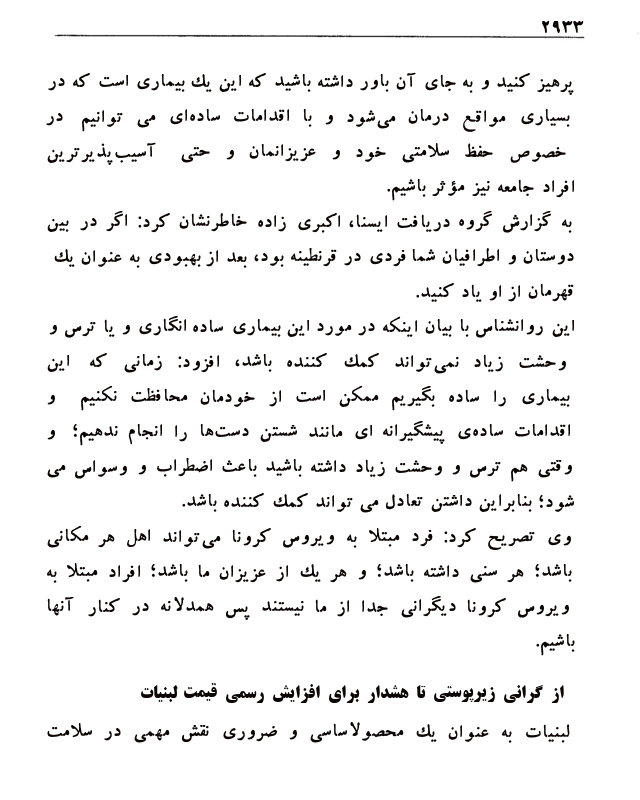 ۲۹۳۳
پرهیز کنید و به جای آن باور داشته باشید که این یك بیماری است که در
بسیاری مواقع درمان می‌شود و با اقدامات ساده‌ای می توانیم در
خصوص حفظ سلامتی خود و عزیزانمان و حتی آسیب‌پذیرترین
افراد جامعه نیز مؤثر باشیم.
به گزارش گروه دریافت ایسنا، اکبری زاده خاطرنشان کرد: اگر در بین
دوستان و اطرافیان شما فردی در قرنطینه بود، بعد از بهبودی به عنوان یك
قهرمان از او یاد کنید.
این روانشناس با بیان اینکه در مورد این بیماری ساده انگاری و یا ترس و
وحشت زیاد نمی‌تواند کمك کننده باشد، افزود: زمانی که این
بیماری را ساده بگیریم ممکن است از خودمان محافظت نکنیم و
اقدامات ساده‌ی پیشگیرانه ای مانند شستن دست‌ها را انجام ندهیم؛ و
وقتی هم ترس و وحشت زیاد داشته باشید باعث اضطراب و وسواس می
شود؛ بنابراین داشتن تعادل می تواند کمك کننده باشد.
وی تصریح کرد: فرد مبتلا به ویروس کرونا می‌تواند اهل هر مکانی
باشد؛ هر سنی داشته باشد؛ و هر یك از عزیزان ما باشد؛ افراد مبتلا به
ویروس کرونا دیگرانی جدا از ما نیستند پس همدلانه در کنار آنها
باشیم.
از گرانی زیرپوستی تا هشدار برای افزایش رسمی قیمت لبنیات
لبنیات به عنوان یك محصولاساسی و ضروری نقش مهمی در سلامت